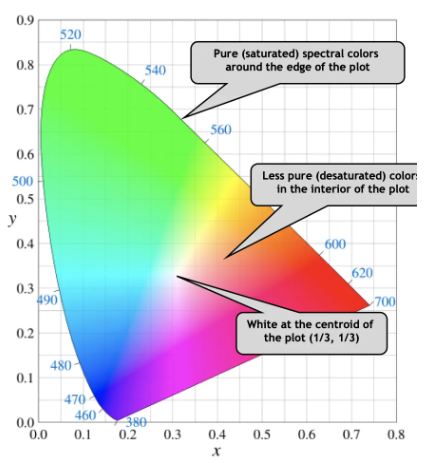 0.9
520
0.8
Pure (saturated) spectral colors
around the edge of the plot
540
0.7
560
0.6
Less pure (desaturated) colors
in the interior of the plot
500
0.5
y
0.4
600
620
0.3
490
700
White at the centroid of
the plot (1/3, 1/3)
0.2
480
0.1
470
460
380
0.0
0.0 0.1 0.2 0.3 0.4 0.5 0.6 0.7 0.8
x